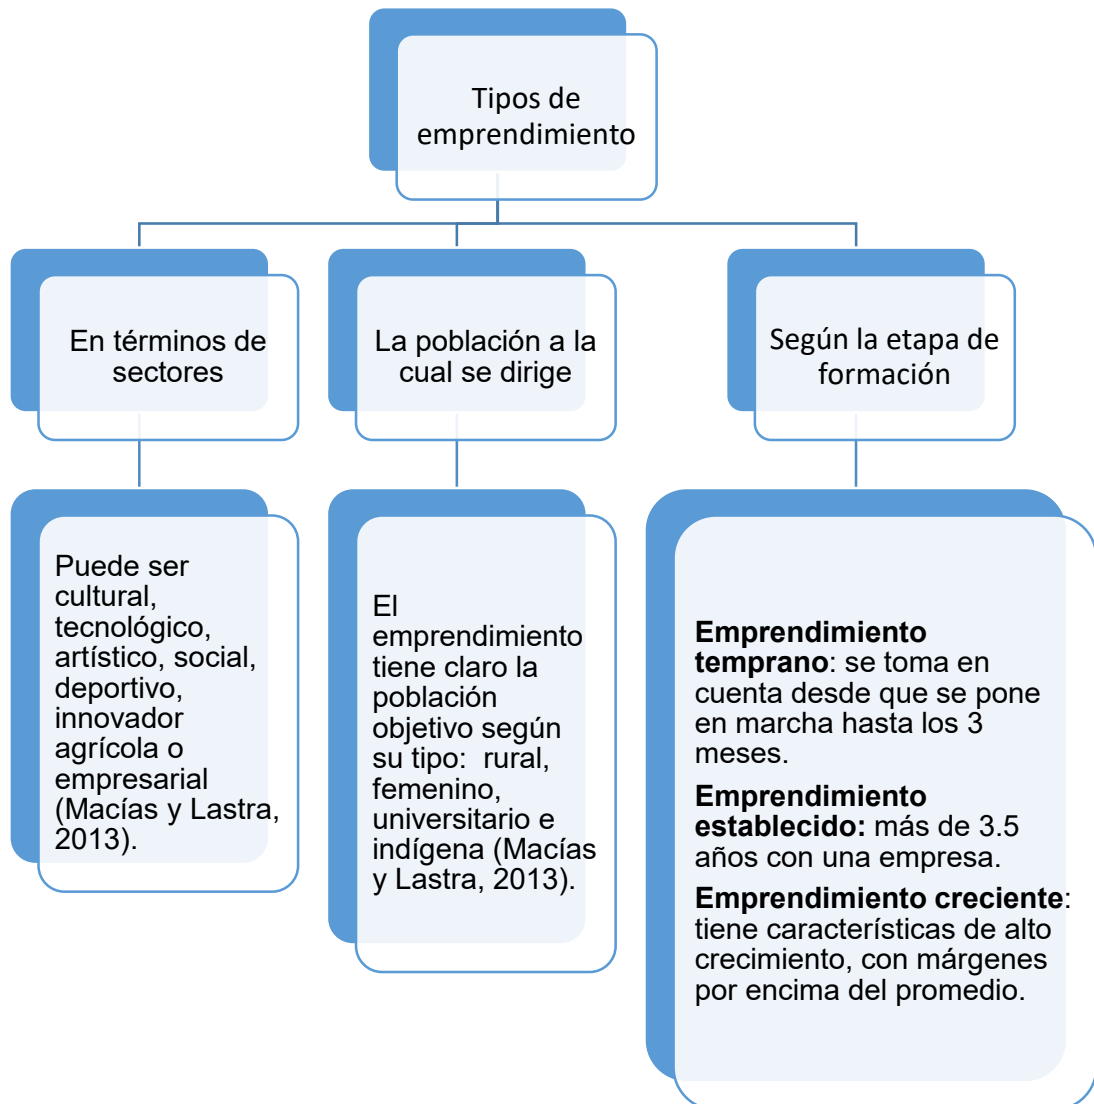 Tipos de
emprendimiento
En términos de
sectores
La población a la
cual se dirige
Según la etapa de
formación
Puede ser
cultural,
tecnológico,
artístico, social,
deportivo,
innovador
agrícola o
empresarial
(Macías y Lastra,
2013).
El
emprendimiento
tiene claro la
población
objetivo según
su tipo:  rural,
femenino,
universitario e
indígena (Macías
y Lastra, 2013).
Emprendimiento
temprano: se toma en
cuenta desde que se pone
en marcha hasta los 3
meses.
Emprendimiento
establecido: más de 3.5
años con una empresa.
Emprendimiento creciente:
tiene características de alto
crecimiento, con márgenes
por encima del promedio.